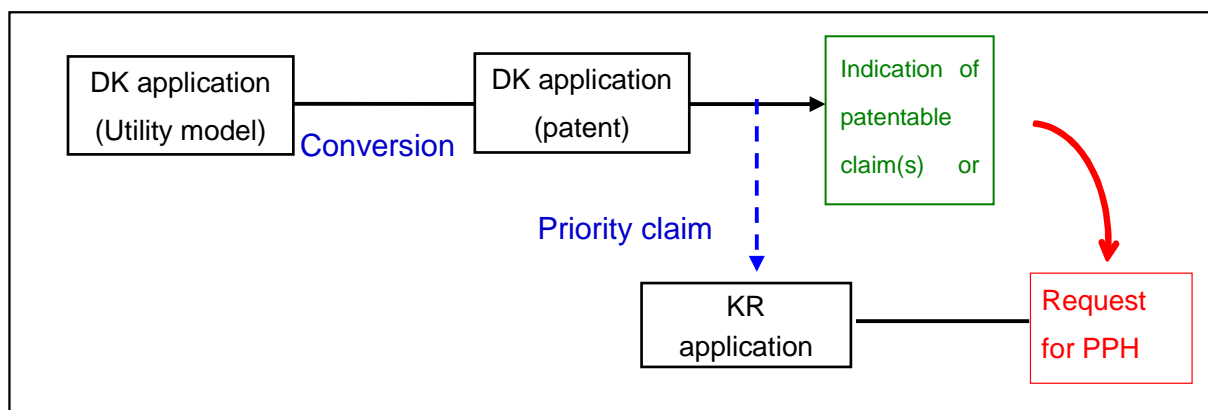 DK application
(Utility model)
Conversion
DK application
(patent)
Indication of
patentable
claim(s) or
Priority claim
KR
application
Request
for PPH